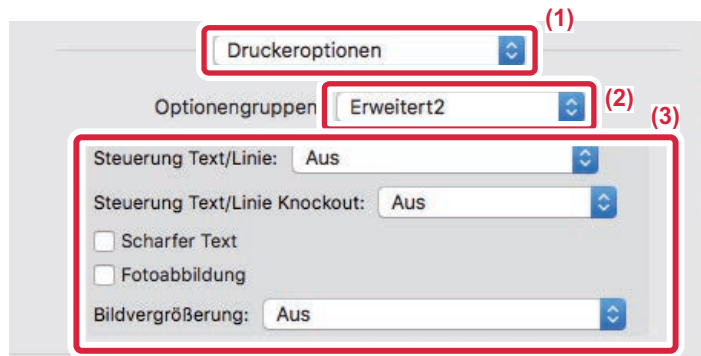 (1)
Druckeroptionen
Optionengruppen Erweitert2 (2)
(3)
Steuerung Text/Linie: Aus
Steuerung Text/Linie Knockout: Aus
Scharfer Text
Fotoabbildung
Bildvergrößerung: Aus